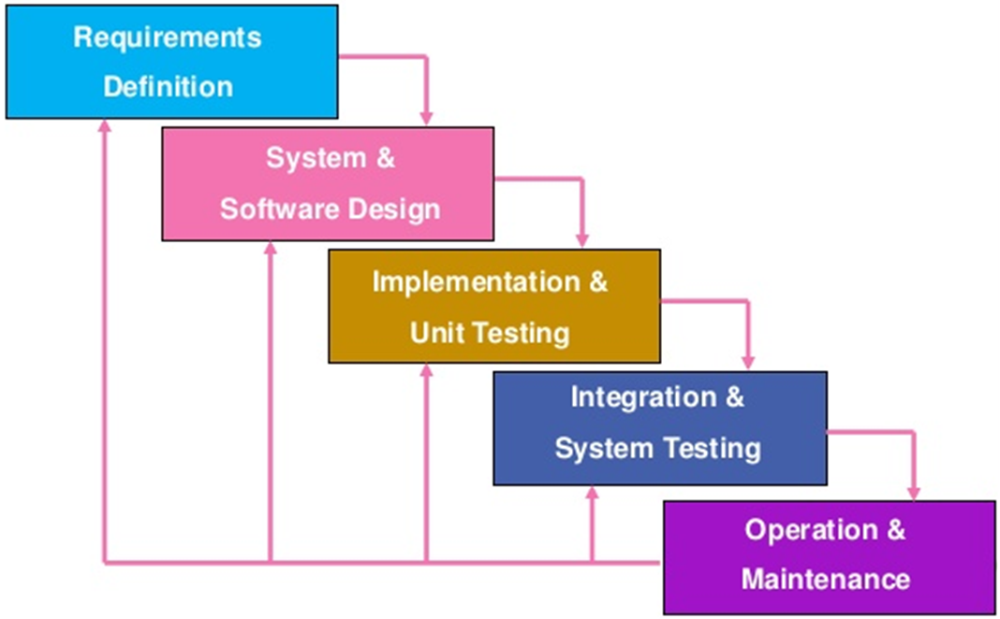 Requirements
Definition
System &
Software Design
Implementation &
Unit Testing
Integration &
System Testing
Operation &
Maintenance